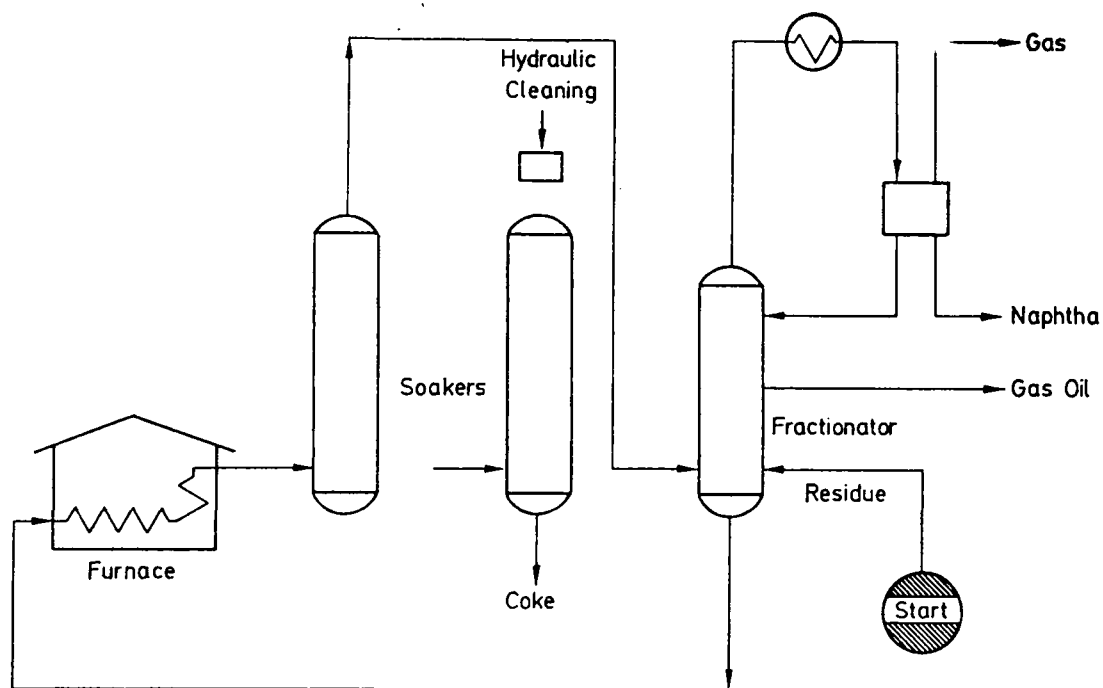 Hydraulic
Cleaning
Gas
Naphtha
Soakers
Gas Oil
Fractionator
Residue
Furnace
Coke
Start